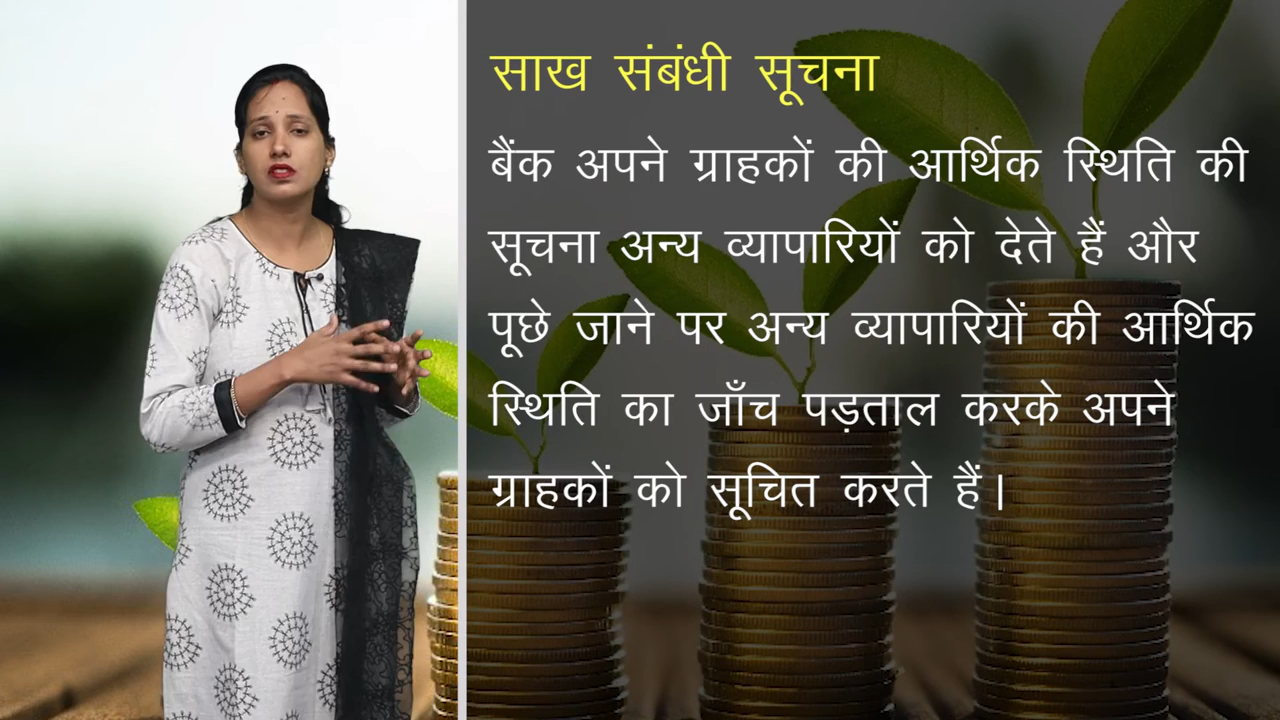 साख संबंधी सूचना
बैंक अपने ग्राहकों की आर्थिक स्थिति की
सूचना अन्य व्यापारियों को देते हैं और
पूछे जाने पर अन्य व्यापारियों की आर्थिक
स्थिति का जाँच पड़ताल करके अपने
ग्राहकों को सूचित करते हैं।